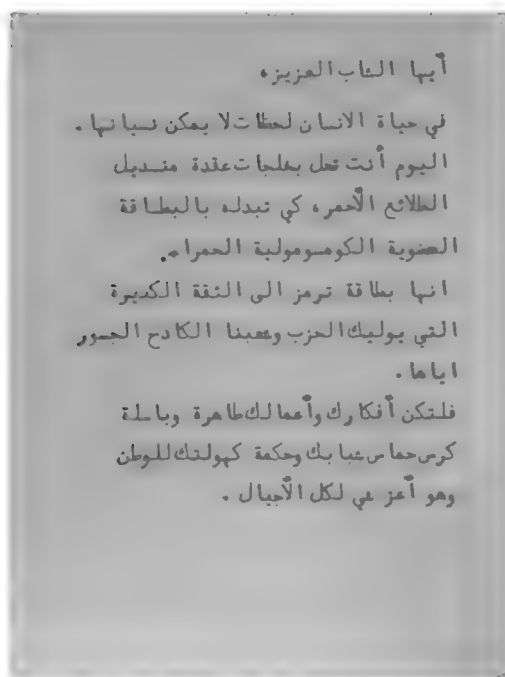 أيها الشاب العزيز،
في حياة الانسان لحظات لا يمكن نسيانها.
اليوم أنت تحل بخلجات عقدة منديل
الطلائع الأحمر، كي تبدله بالبطاقة
العضوية الكومسومولية الحمراء.
انها بطاقة ترمز الى الثقة الكبيرة
التي يوليك الحزب وشعبنا الكادح الجسور
اياها.
فلتكن أفكارك وأعمالك طاهرة وباسلة
كرس حماس شبابك وحكمة كهولتك للوطن
وهو أعز شي لكل الأجيال.